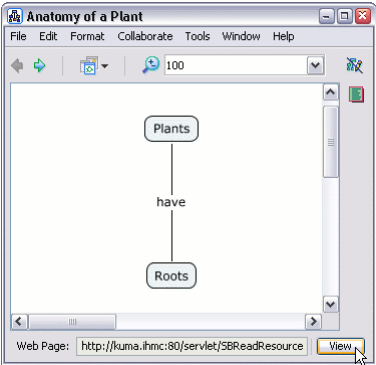 Anatomy of a Plant
File Edit Format Collaborate Tools Window Help
100
Plants
have
Roots
Web Page: http://kuma.ihmc:80/servlet/SBReadResource View